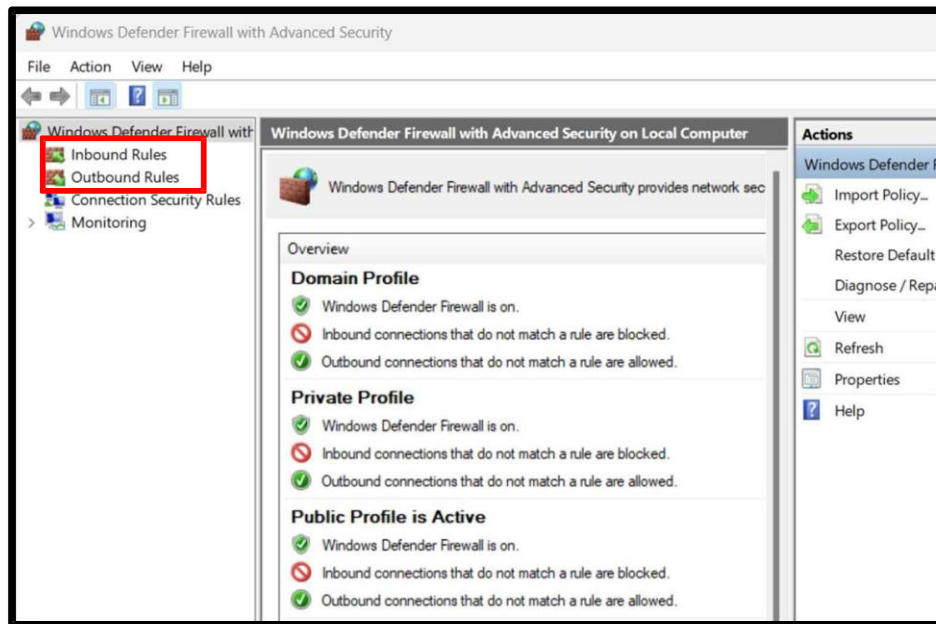 Windows Defender Firewall with Advanced Security
File Action View Help
Windows Defender Firewall with
Inbound Rules
Outbound Rules
Connection Security Rules
Monitoring
Windows Defender Firewall with Advanced Security on Local Computer
Windows Defender Firewall with Advanced Security provides network sec
Overview
Domain Profile
Windows Defender Firewall is on.
Inbound connections that do not match a rule are blocked.
Outbound connections that do not match a rule are allowed.
Private Profile
Windows Defender Firewall is on.
Inbound connections that do not match a rule are blocked.
Outbound connections that do not match a rule are allowed.
Public Profile is Active
Windows Defender Firewall is on.
Inbound connections that do not match a rule are blocked.
Outbound connections that do not match a rule are allowed.
Actions
Windows Defender F
Import Policy...
Export Policy...
Restore Default
Diagnose / Repa
View
Refresh
Properties
Help